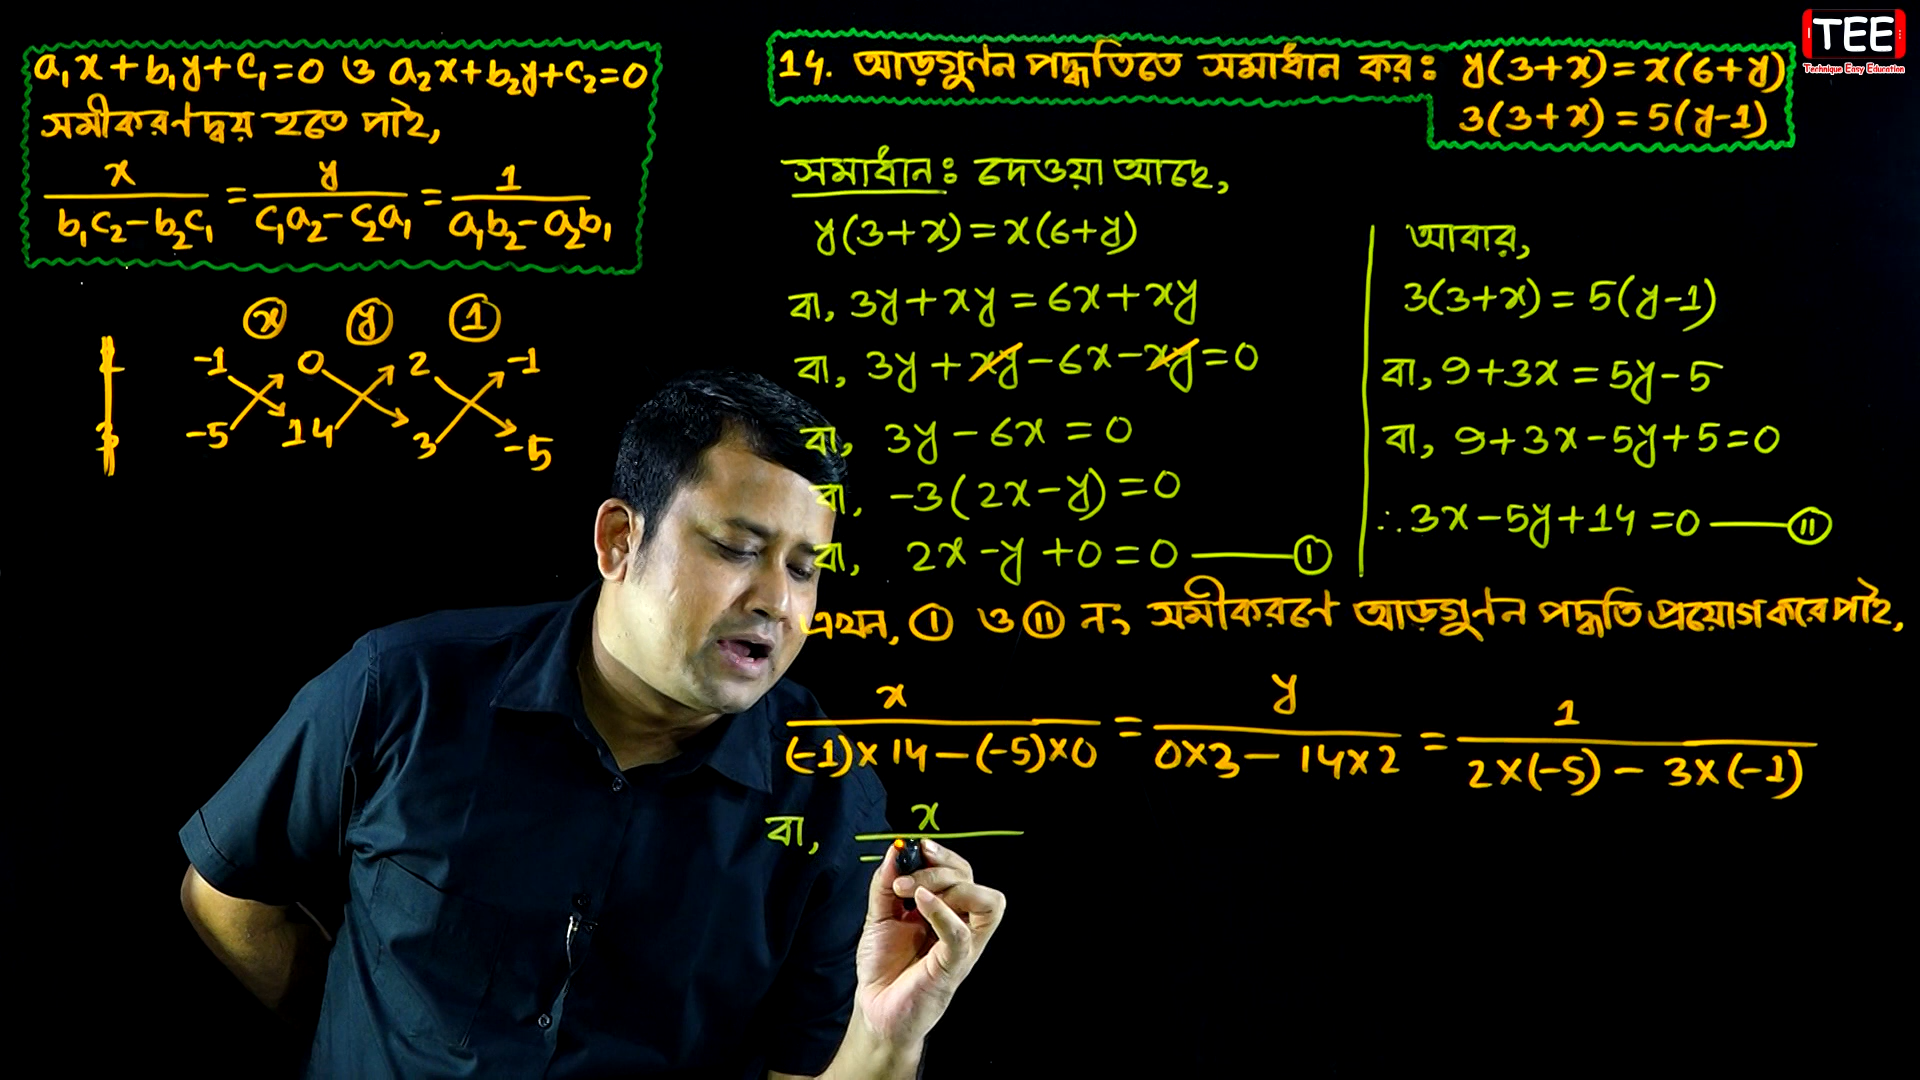 TEE
Technique Easy Education
a₁x+b₁y+c₁=0 ও a₂x+b₂y+c₂=0
সমীকরণদ্বয় হতে পাই,
x/(b₁c₂-b₂c₁) = y/(c₁a₂-c₂a₁) = 1/(a₁b₂-a₂b₁)
x y 1
-1 0 2 -1
-5 14 3 -5
14. আড়গুণন পদ্ধতিতে সমাধান কর: y(3+x)=x(6+y)
3(3+x)=5(y-1)
সমাধান: দেওয়া আছে,
y(3+x)=x(6+y)
বা, 3y+xy=6x+xy
বা, 3y+xy-6x-xy=0
বা, 3y-6x=0
বা, -3(2x-y)=0
বা, 2x-y+0=0 — (i)
আবার,
3(3+x)=5(y-1)
বা, 9+3x=5y-5
বা, 9+3x-5y+5=0
∴3x-5y+14=0 — (ii)
এখন, (i) ও (ii) নং সমীকরণে আড়গুণন পদ্ধতি প্রয়োগ করে পাই,
x/((-1)×14-(-5)×0) = y/(0×3-14×2) = 1/(2×(-5)-3×(-1))
বা, x/-